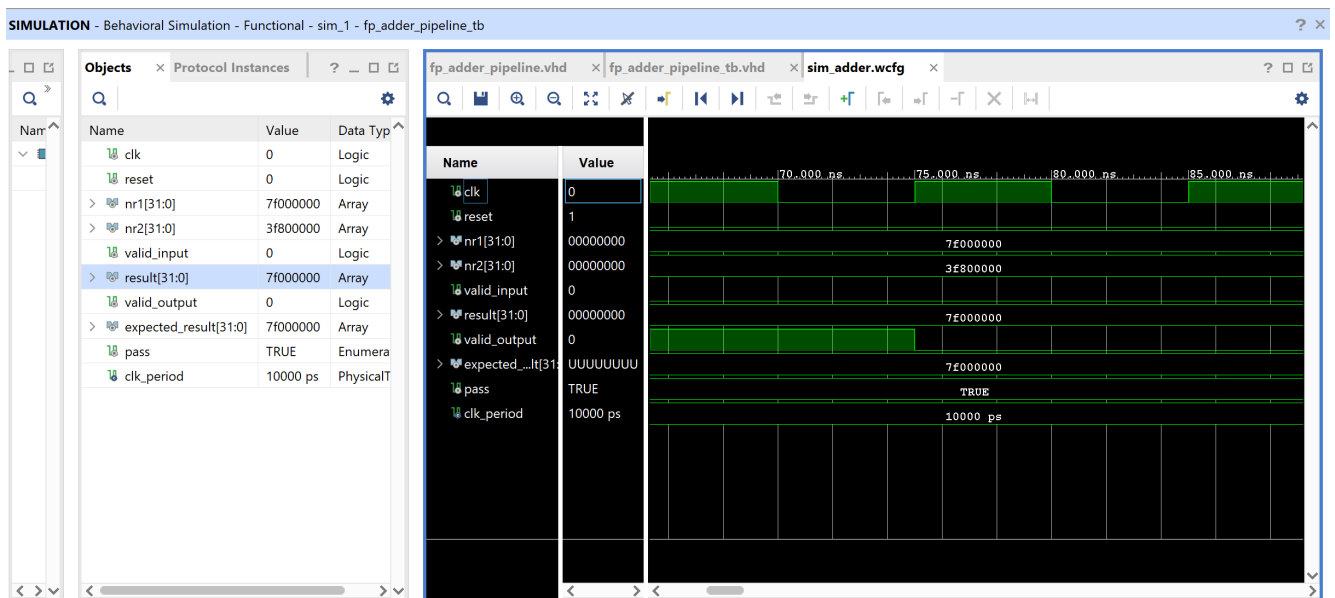 SIMULATION - Behavioral Simulation - Functional - sim_1 - fp_adder_pipeline_tb
Objects Protocol Instances
fp_adder_pipeline.vhd fp_adder_pipeline_tb.vhd sim_adder.wcfg
Nam
Name Value Data Typ
clk 0 Logic
reset 0 Logic
nr1[31:0] 7f000000 Array
nr2[31:0] 3f800000 Array
valid_input 0 Logic
result[31:0] 7f000000 Array
valid_output 0 Logic
expected_result[31:0] 7f000000 Array
pass TRUE Enumera
clk_period 10000 ps PhysicalT
Name Value
70.000 ns 75.000 ns 80.000 ns 85.000 ns
clk 0
reset 1
nr1[31:0] 00000000 7f000000
nr2[31:0] 00000000 3f800000
valid_input 0
result[31:0] 00000000 7f000000
valid_output 0
expected_...lt[31: UUUUUUUU 7f000000
pass TRUE TRUE
clk_period 10000 ps 10000 ps